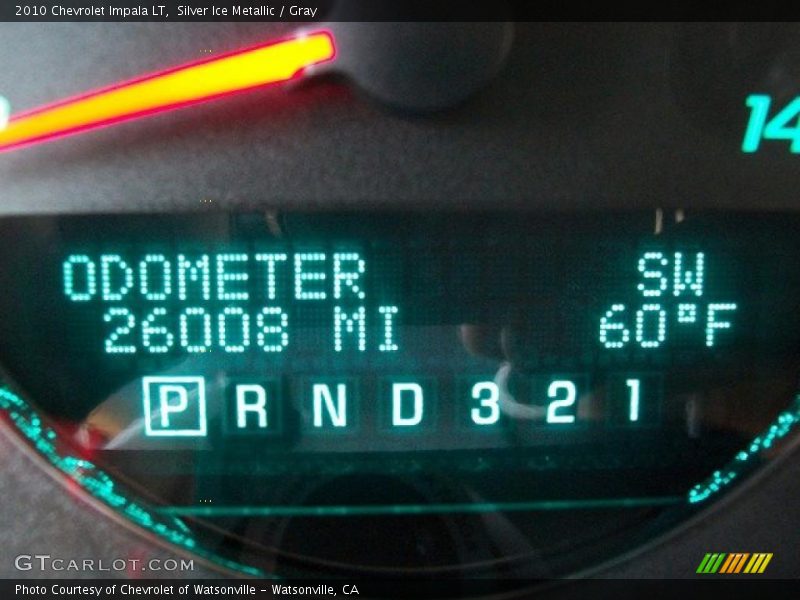 2010 Chevrolet Impala LT, Silver Ice Metallic / Gray
14
ODOMETER SW
26008 MI 60°F
P R N D 3 2 1
GTCARLOT.COM
Photo Courtesy of Chevrolet of Watsonville - Watsonville, CA